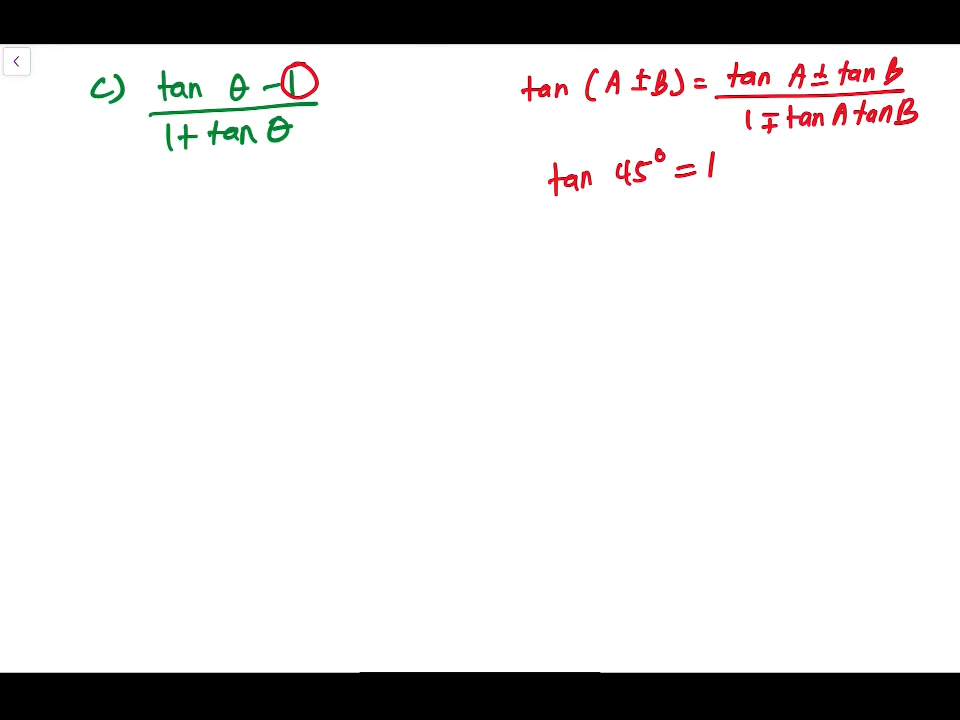 c) tan θ - 1
1 + tan θ
tan (A ± B) = tan A ± tan B
1 ∓ tan A tan B
tan 45° = 1